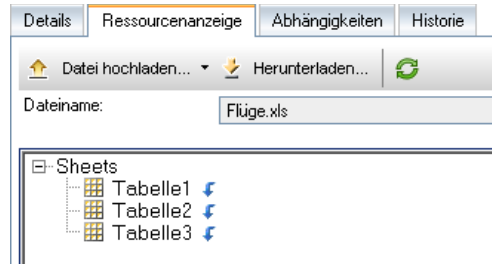 Details Ressourcenanzeige Abhängigkeiten Historie
Datei hochladen... Herunterladen...
Dateiname: Flüge.xls
Sheets
Tabelle1
Tabelle2
Tabelle3